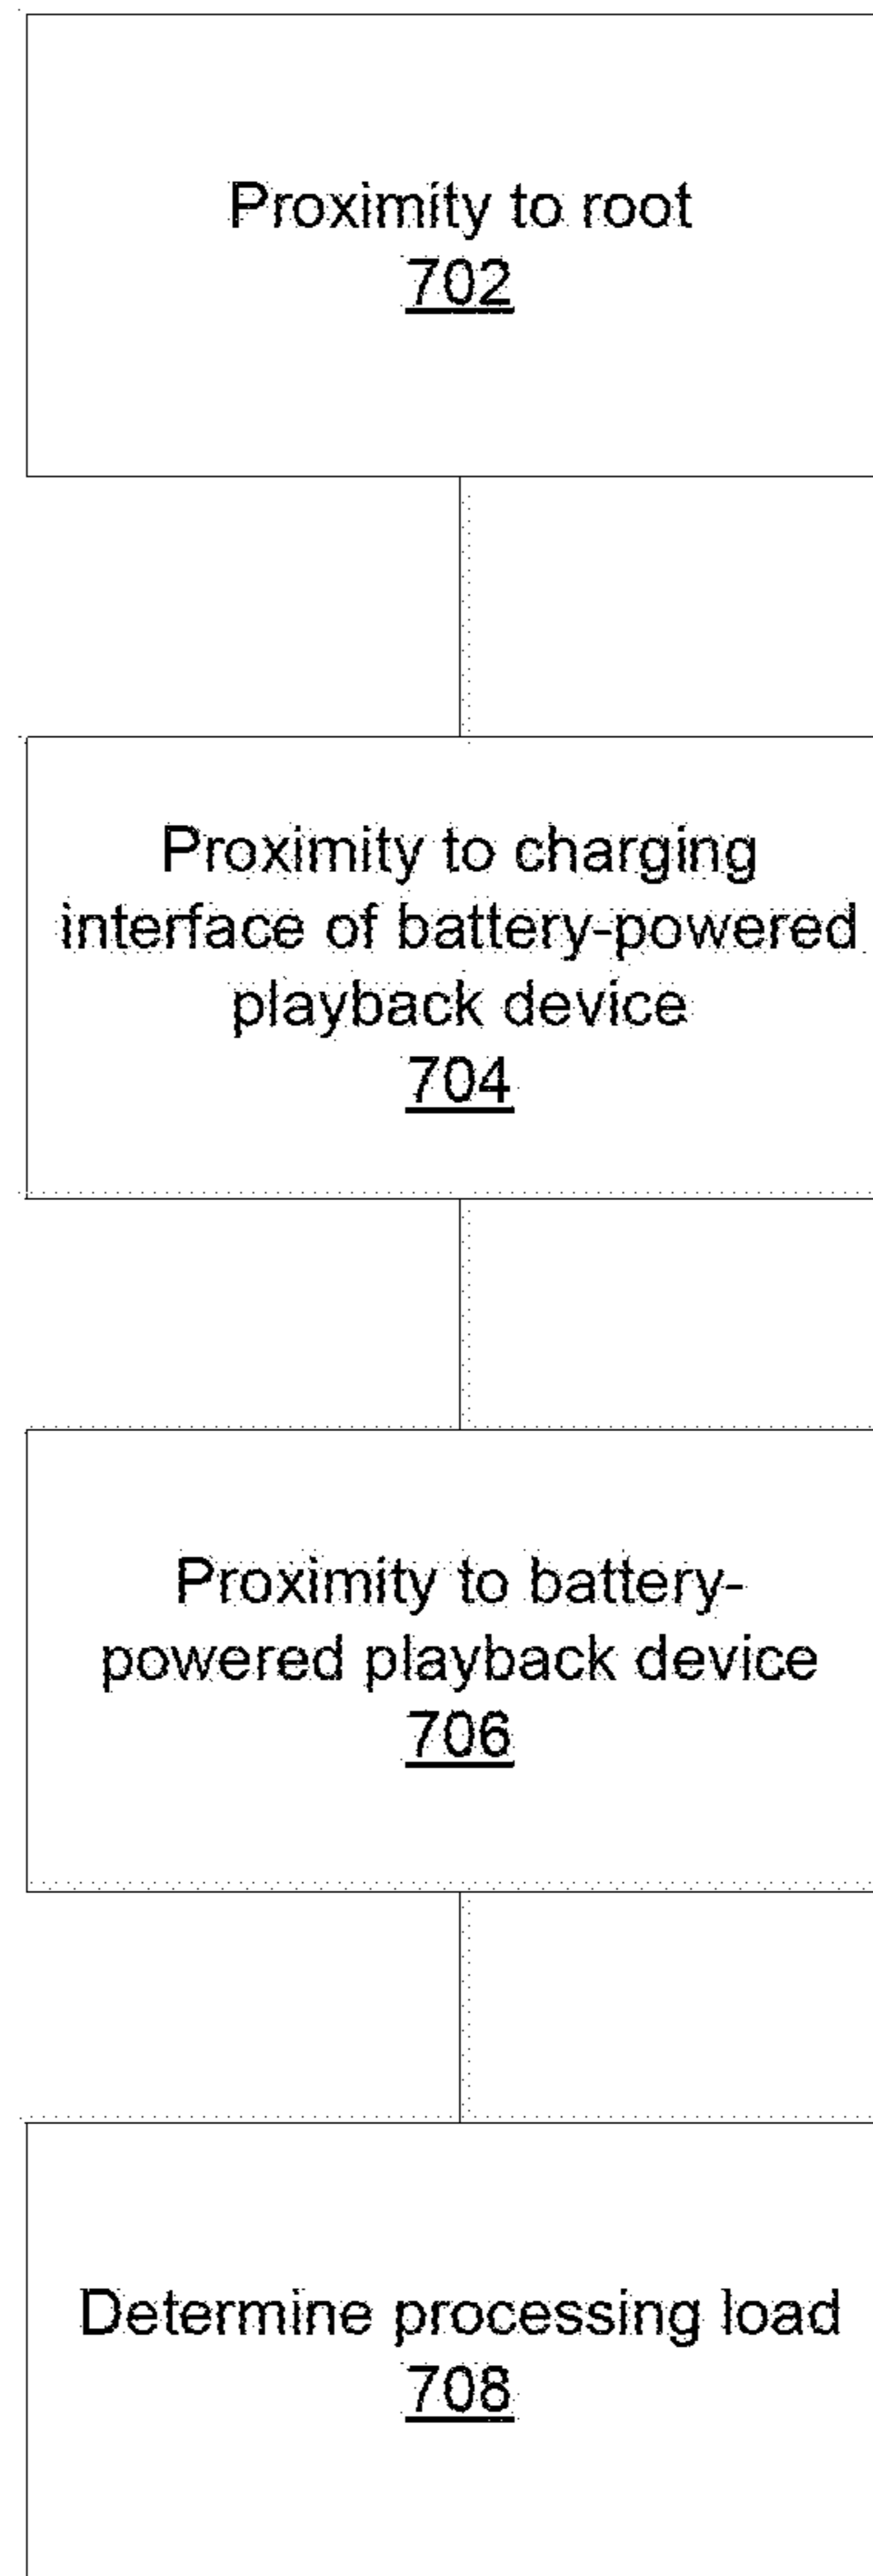 Proximity to root
702
Proximity to charging
interface of battery-powered
playback device
704
Proximity to battery-
powered playback device
706
Determine processing load
708